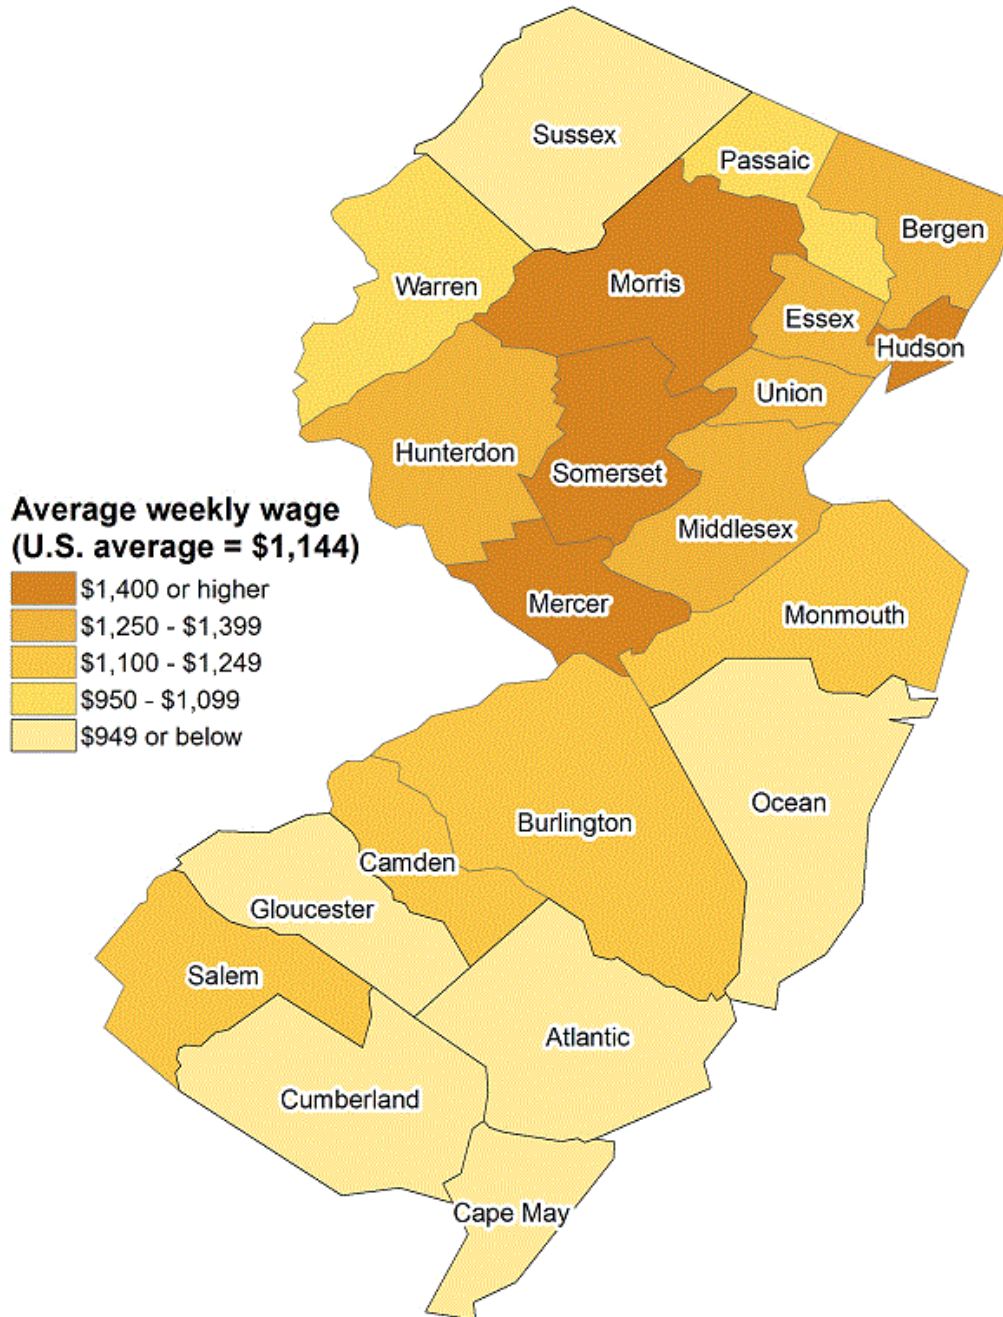 Sussex
Passaic
Bergen
Warren
Morris
Essex
Hudson
Union
Hunterdon
Somerset
Middlesex
Mercer
Monmouth
Average weekly wage
(U.S. average = $1,144)
$1,400 or higher
$1,250 - $1,399
$1,100 - $1,249
$950 - $1,099
$949 or below
Ocean
Burlington
Camden
Gloucester
Salem
Atlantic
Cumberland
Cape May